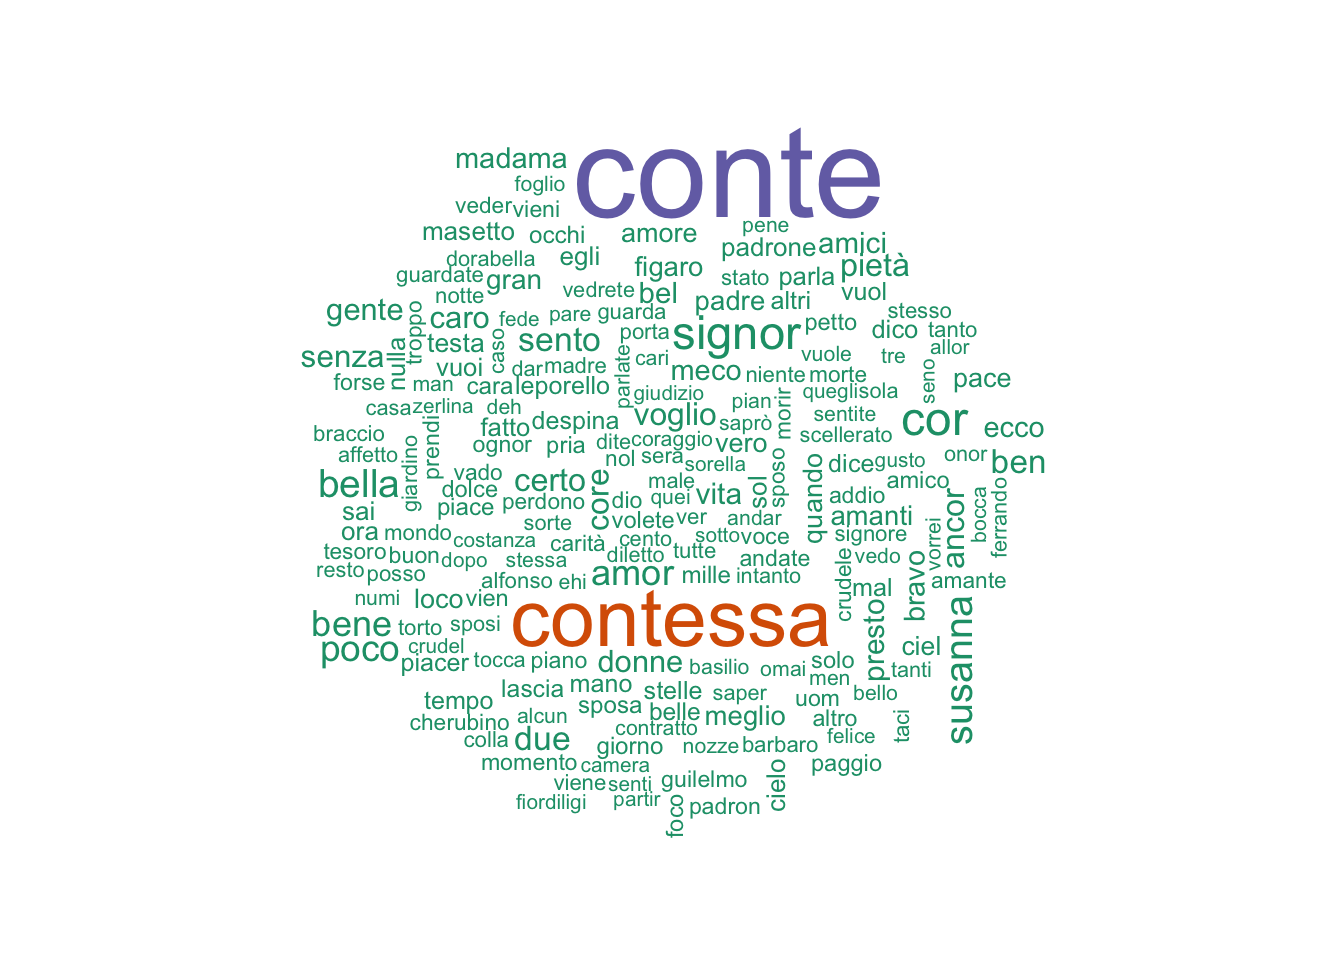 conte
madama
foglio
veder vieni
masetto occhi amore pene
padrone amici
dorabella egli figaro pietà
guardate gran stato parla
notte vedrete bel padre altri vuol
gente caro fede pare guarda signor petto dico stesso
tanto
troppo testa caso sento porta allor
senza nulla vuoi dar madre cari vuole tre
forse man cara leporello parlate meco niente morte seno pace
giudizio queglisola
casa zerlina deh despina voglio pian morir sentite cor ecco
braccio fatto saprò
affetto prendi ognor pria dite coraggio vero scellerato onor
giardino nol sera sorella dice gusto ben
bella vado certo core male sposo amico
dolce dio quei vita sol quando addio
sai piace perdono bocca
ora mondo sorte volete ver andar amanti ancor ferrando
costanza carità cento sotto voce signore vorrei
tesoro buon dopo stessa diletto tutte andate vedo
resto posso alfonso ehi amor mille intanto crudele mal bravo amante
numi loco vien
bene torto sposi contessa presto susanna
poco crudel ciel
piacer tocca piano donne basilio omai solo tanti
men
tempo lascia mano stelle saper uom bello
cherubino alcun sposa belle meglio altro taci
contratto
colla due giorno nozze barbaro felice
momento camera cielo paggio
viene senti guilelmo
fiordiligi partir foco padron